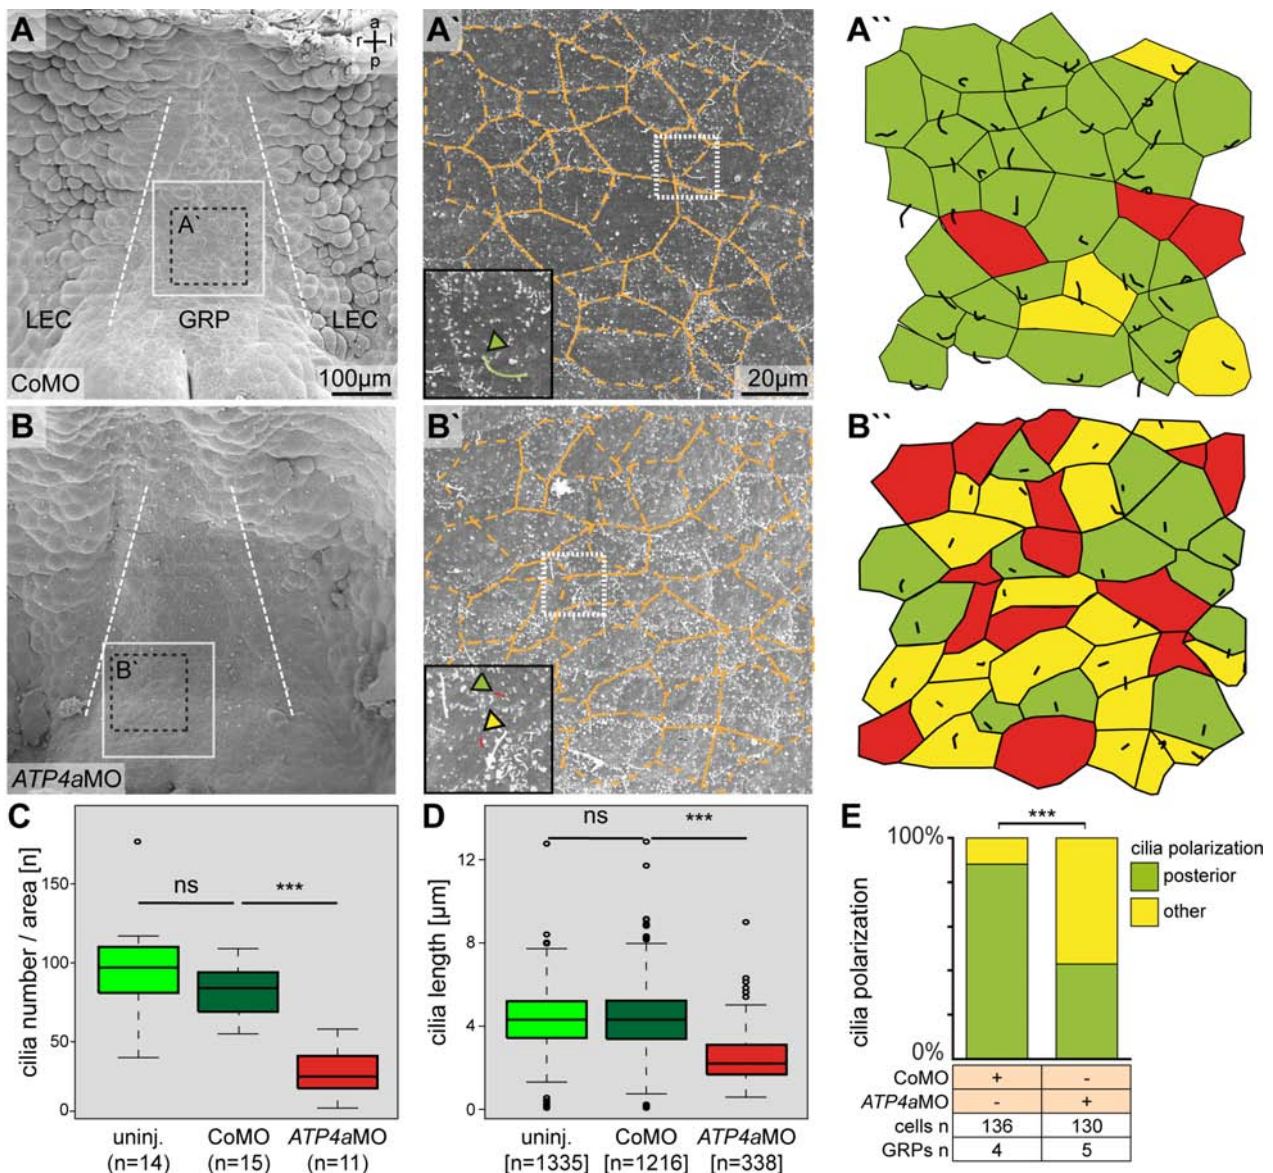 A
a
r l
p
A`
LEC GRP LEC
CoMO
100µm
A`
20µm
A``
B
B`
ATP4aMO
B`
B``
C
cilia number / area [n]
150
100
50
0
ns
***
uninj. CoMO ATP4aMO
(n=14) (n=15) (n=11)
D
cilia length [µm]
12
8
4
0
ns
***
uninj. CoMO ATP4aMO
[n=1335] [n=1216] [n=338]
E
***
100%
0%
cilia polarization
cilia polarization
posterior
other
CoMO + -
ATP4aMO - +
cells n 136 130
GRPs n 4 5